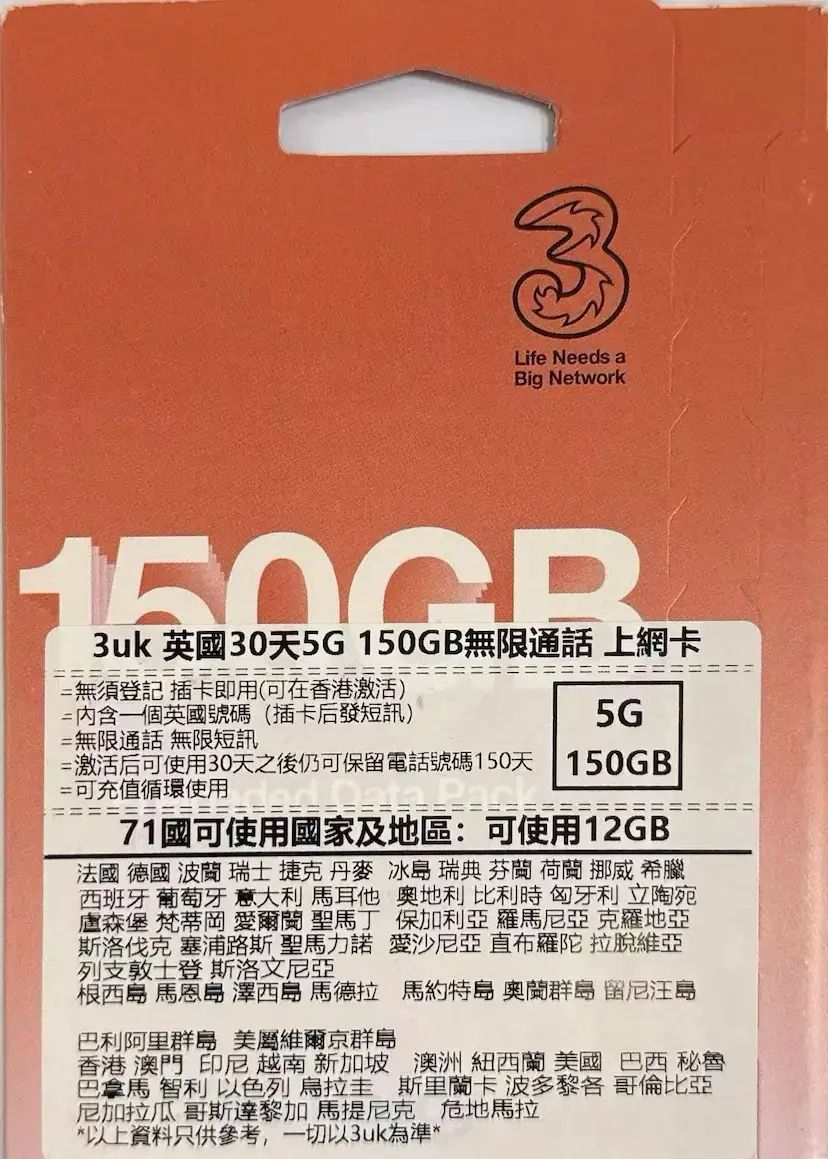 3
Life Needs a
Big Network
150GB
3uk 英國30天5G 150GB無限通話 上網卡
=無須登記 插卡即用(可在香港激活)
=內含一個英國號碼（插卡后發短訊）
=無限通話 無限短訊
=激活后可使用30天之後仍可保留電話號碼150天
=可充值循環使用
5G
150GB
ded Data Pack
71國可使用國家及地區：可使用12GB
法國 德國 波蘭 瑞士 捷克 丹麥 冰島 瑞典 芬蘭 荷蘭 挪威 希臘
西班牙 葡萄牙 意大利 馬耳他 奧地利 比利時 匈牙利 立陶宛
盧森堡 梵蒂岡 愛爾蘭 聖馬丁 保加利亞 羅馬尼亞 克羅地亞
斯洛伐克 塞浦路斯 聖馬力諾 愛沙尼亞 直布羅陀 拉脫維亞
列支敦士登 斯洛文尼亞
根西島 馬恩島 澤西島 馬德拉 馬約特島 奧蘭群島 留尼汪島
巴利阿里群島 美屬維爾京群島
香港 澳門 印尼 越南 新加坡 澳洲 紐西蘭 美國 巴西 秘魯
巴拿馬 智利 以色列 烏拉圭 斯里蘭卡 波多黎各 哥倫比亞
尼加拉瓜 哥斯達黎加 馬提尼克 危地馬拉
*以上資料只供參考，一切以3uk為準*